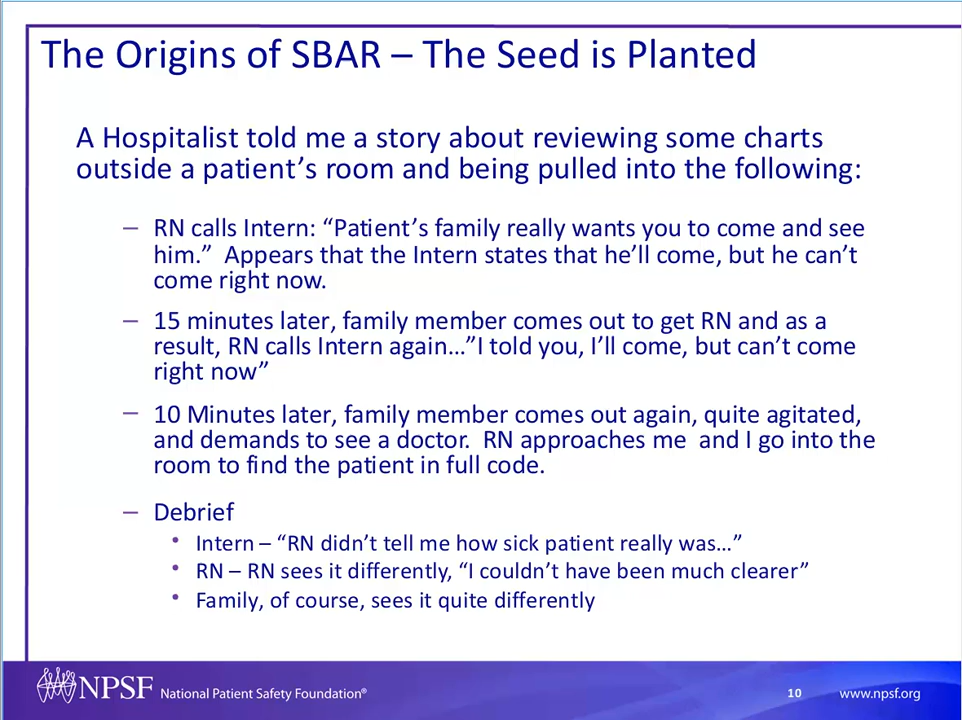 The Origins of SBAR – The Seed is Planted
A Hospitalist told me a story about reviewing some charts
outside a patient's room and being pulled into the following:
– RN calls Intern: “Patient's family really wants you to come and see
him.” Appears that the Intern states that he'll come, but he can't
come right now.
– 15 minutes later, family member comes out to get RN and as a
result, RN calls Intern again…”I told you, I'll come, but can't come
right now”
– 10 Minutes later, family member comes out again, quite agitated,
and demands to see a doctor. RN approaches me and I go into the
room to find the patient in full code.
– Debrief
• Intern – “RN didn't tell me how sick patient really was…”
• RN – RN sees it differently, “I couldn't have been much clearer”
• Family, of course, sees it quite differently
NPSF National Patient Safety Foundation® 10 www.npsf.org